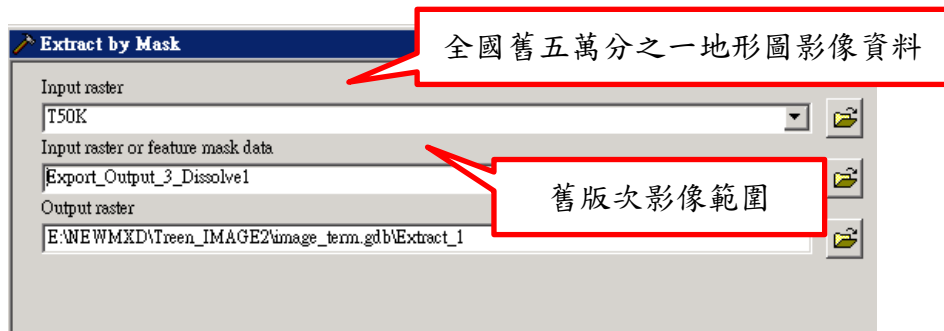 Extract by Mask
全國舊五萬分之一地形圖影像資料
Input raster
T50K
Input raster or feature mask data
Export_Output_3_Dissolve1
舊版次影像範圍
Output raster
E:\NEWMXD\Treen_IMAGE2\image_term.gdb\Extract_1